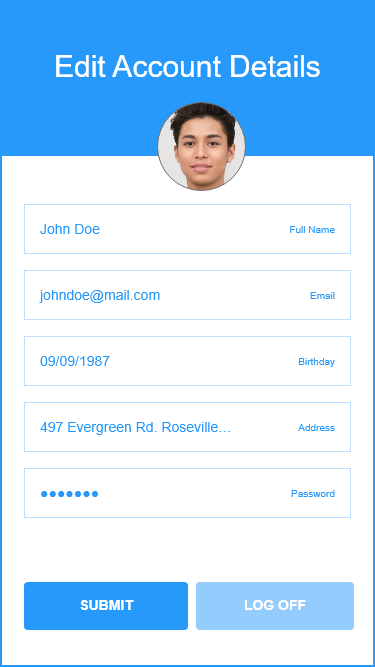 Edit Account Details
John Doe Full Name
johndoe@mail.com Email
09/09/1987 Birthday
497 Evergreen Rd. Roseville... Address
●●●●●●● Password
SUBMIT LOG OFF